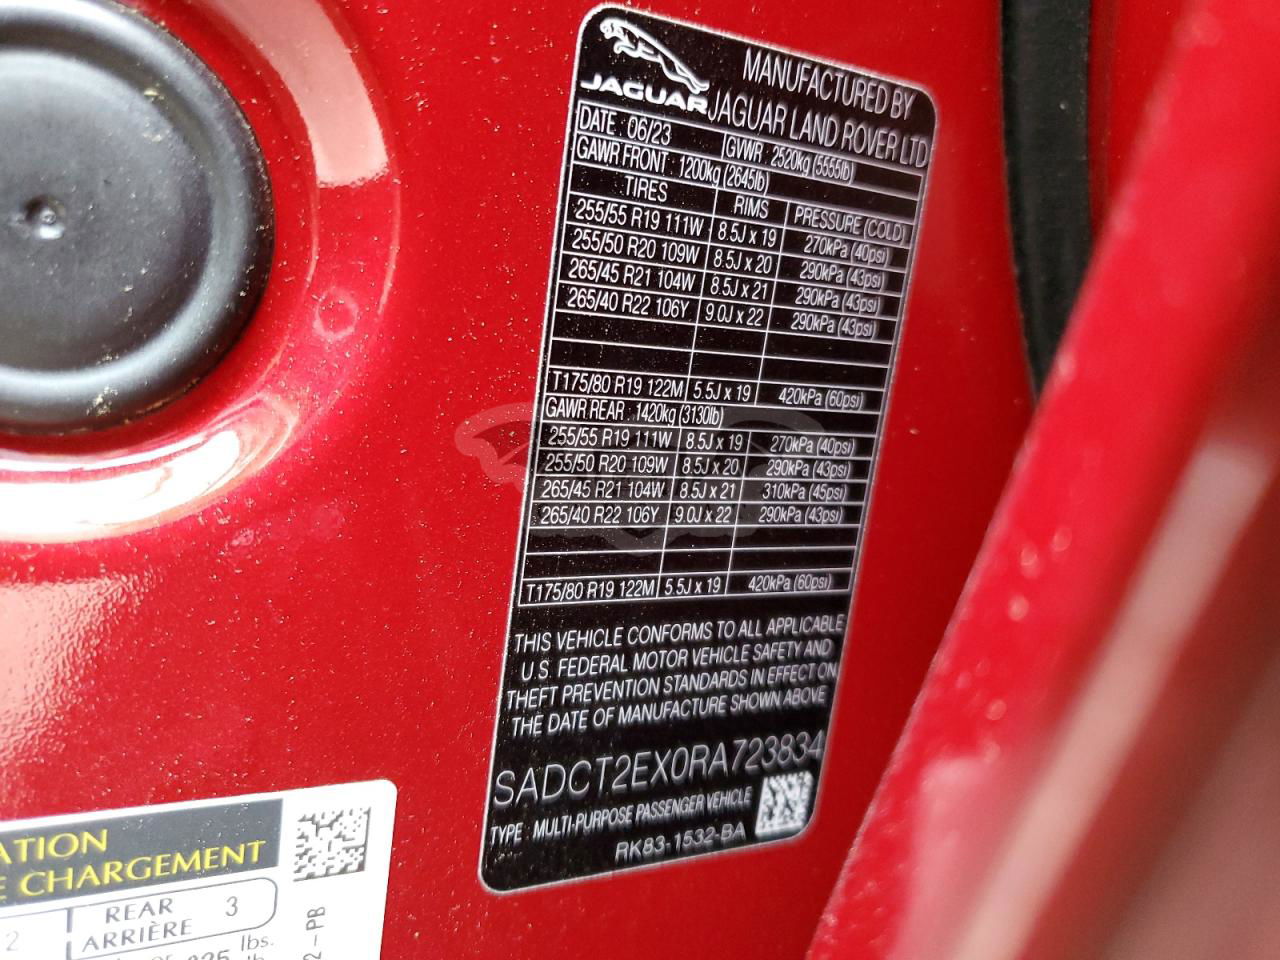 JAGUAR
MANUFACTURED BY
JAGUAR LAND ROVER LTD
DATE : 06/23 GVWR : 2520kg (5555lb)
GAWR FRONT : 1200kg (2645lb)
TIRES RIMS PRESSURE (COLD)
255/55 R19 111W 8.5J x 19 270kPa (40psi)
255/50 R20 109W 8.5J x 20 290kPa (43psi)
265/45 R21 104W 8.5J x 21 290kPa (43psi)
265/40 R22 106Y 9.0J x 22 290kPa (43psi)
T175/80 R19 122M 5.5J x 19 420kPa (60psi)
GAWR REAR : 1420kg (3130lb)
255/55 R19 111W 8.5J x 19 270kPa (40psi)
255/50 R20 109W 8.5J x 20 290kPa (43psi)
265/45 R21 104W 8.5J x 21 310kPa (45psi)
265/40 R22 106Y 9.0J x 22 290kPa (43psi)
T175/80 R19 122M 5.5J x 19 420kPa (60psi)
THIS VEHICLE CONFORMS TO ALL APPLICABLE
U.S. FEDERAL MOTOR VEHICLE SAFETY AND
THEFT PREVENTION STANDARDS IN EFFECT ON
THE DATE OF MANUFACTURE SHOWN ABOVE
SADCT2EX0RA723834
TYPE : MULTI-PURPOSE PASSENGER VEHICLE
RK83-1532-BA
ATION
E CHARGEMENT
2 REAR 3
ARRIÈRE
lbs.
2-PB